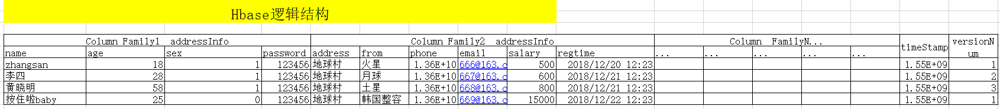 Hbase逻辑结构
Column Family1 addressInfo Column Family2 addressInfo Column FamilyN... timeStamp versionNum
name age sex password address from phone email salary regtime ... ... ... ... ...
zhangsan 18 1 123456 地球村 火星 1.36E+10 666@163.c 500 2018/12/20 12:23 1.55E+09 1
李四 28 1 123456 地球村 月球 1.36E+10 667@163.c 600 2018/12/21 12:23 1.55E+09 2
黄晓明 58 1 123456 地球村 土星 1.36E+10 668@163.c 800 2018/12/21 12:23 1.55E+09 3
按住啦baby 25 0 123456 地球村 韩国整容 1.36E+10 669@163.c 15000 2018/12/22 12:23 1.55E+09 1